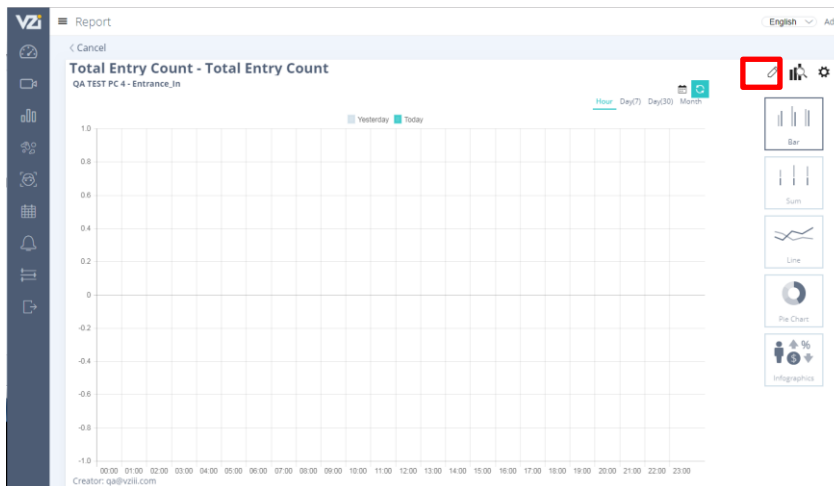 VZi
Report
English
Ad
< Cancel
Total Entry Count - Total Entry Count
QA TEST PC 4 - Entrance_In
Hour Day(7) Day(30) Month
Yesterday Today
1.0
0.8
0.6
0.4
0.2
0
-0.2
-0.4
-0.6
-0.8
-1.0
00:00 01:00 02:00 03:00 04:00 05:00 06:00 07:00 08:00 09:00 10:00 11:00 12:00 13:00 14:00 15:00 16:00 17:00 18:00 19:00 20:00 21:00 22:00 23:00
Creator: qa@vziii.com
Bar
Sum
Line
Pie Chart
%
$
Infographics